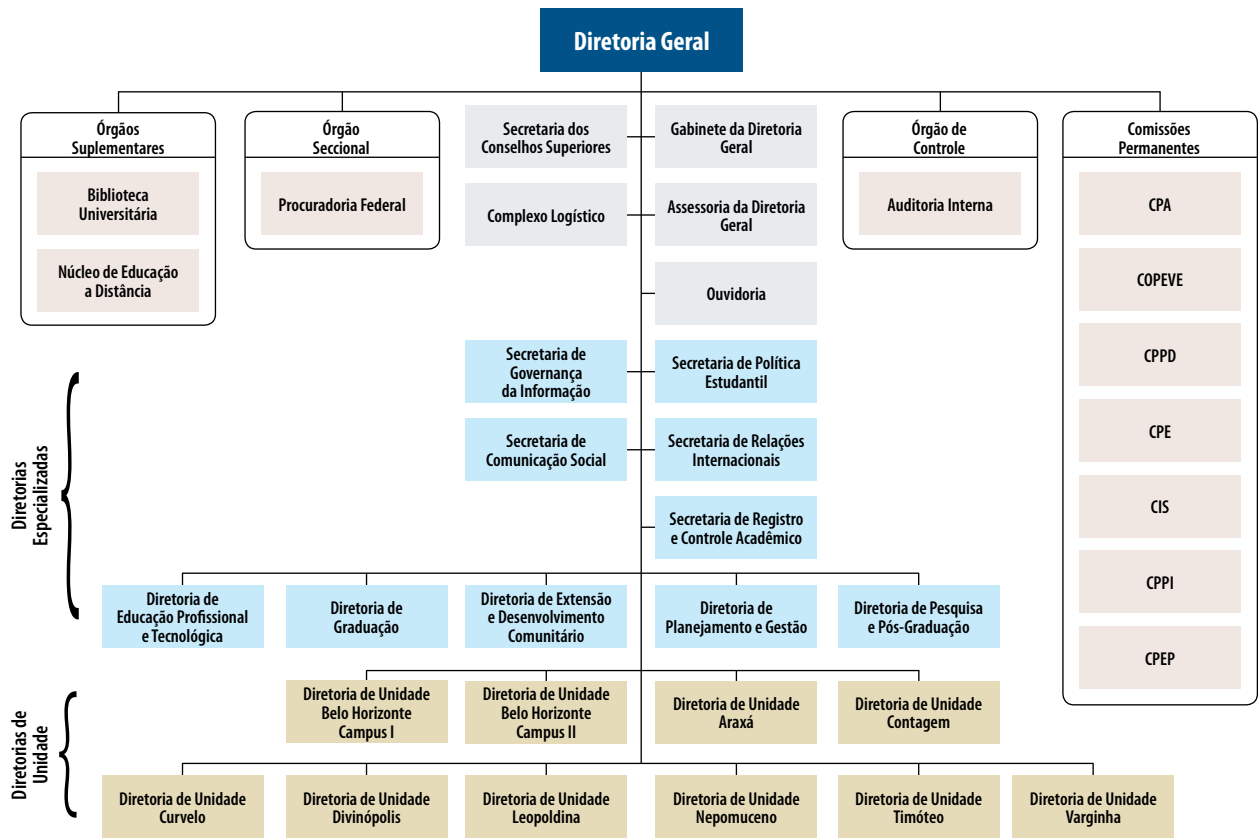 Diretoria Geral
Órgãos
Suplementares
Biblioteca
Universitária
Núcleo de Educação
a Distância
Órgão
Seccional
Procuradoria Federal
Secretaria dos
Conselhos Superiores
Gabinete da Diretoria
Geral
Complexo Logístico
Assessoria da Diretoria
Geral
Ouvidoria
Órgão de
Controle
Auditoria Interna
Comissões
Permanentes
CPA
COPEVE
CPPD
CPE
CIS
CPPI
CPEP
Diretorias
Especializadas
Secretaria de
Governança
da Informação
Secretaria de Política
Estudantil
Secretaria de
Comunicação Social
Secretaria de Relações
Internacionais
Secretaria de Registro
e Controle Acadêmico
Diretoria de
Educação Profissional
e Tecnológica
Diretoria de
Graduação
Diretoria de Extensão
e Desenvolvimento
Comunitário
Diretoria de
Planejamento e Gestão
Diretoria de Pesquisa
e Pós-Graduação
Diretorias de
Unidade
Diretoria de Unidade
Belo Horizonte
Campus I
Diretoria de Unidade
Belo Horizonte
Campus II
Diretoria de Unidade
Araxá
Diretoria de Unidade
Contagem
Diretoria de Unidade
Curvelo
Diretoria de Unidade
Divinópolis
Diretoria de Unidade
Leopoldina
Diretoria de Unidade
Nepomuceno
Diretoria de Unidade
Timóteo
Diretoria de Unidade
Varginha